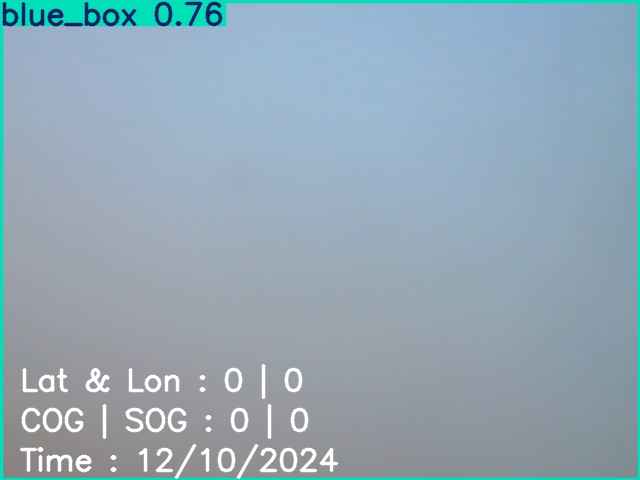 blue_box 0.76
Lat & Lon : 0 | 0
COG | SOG : 0 | 0
Time : 12/10/2024